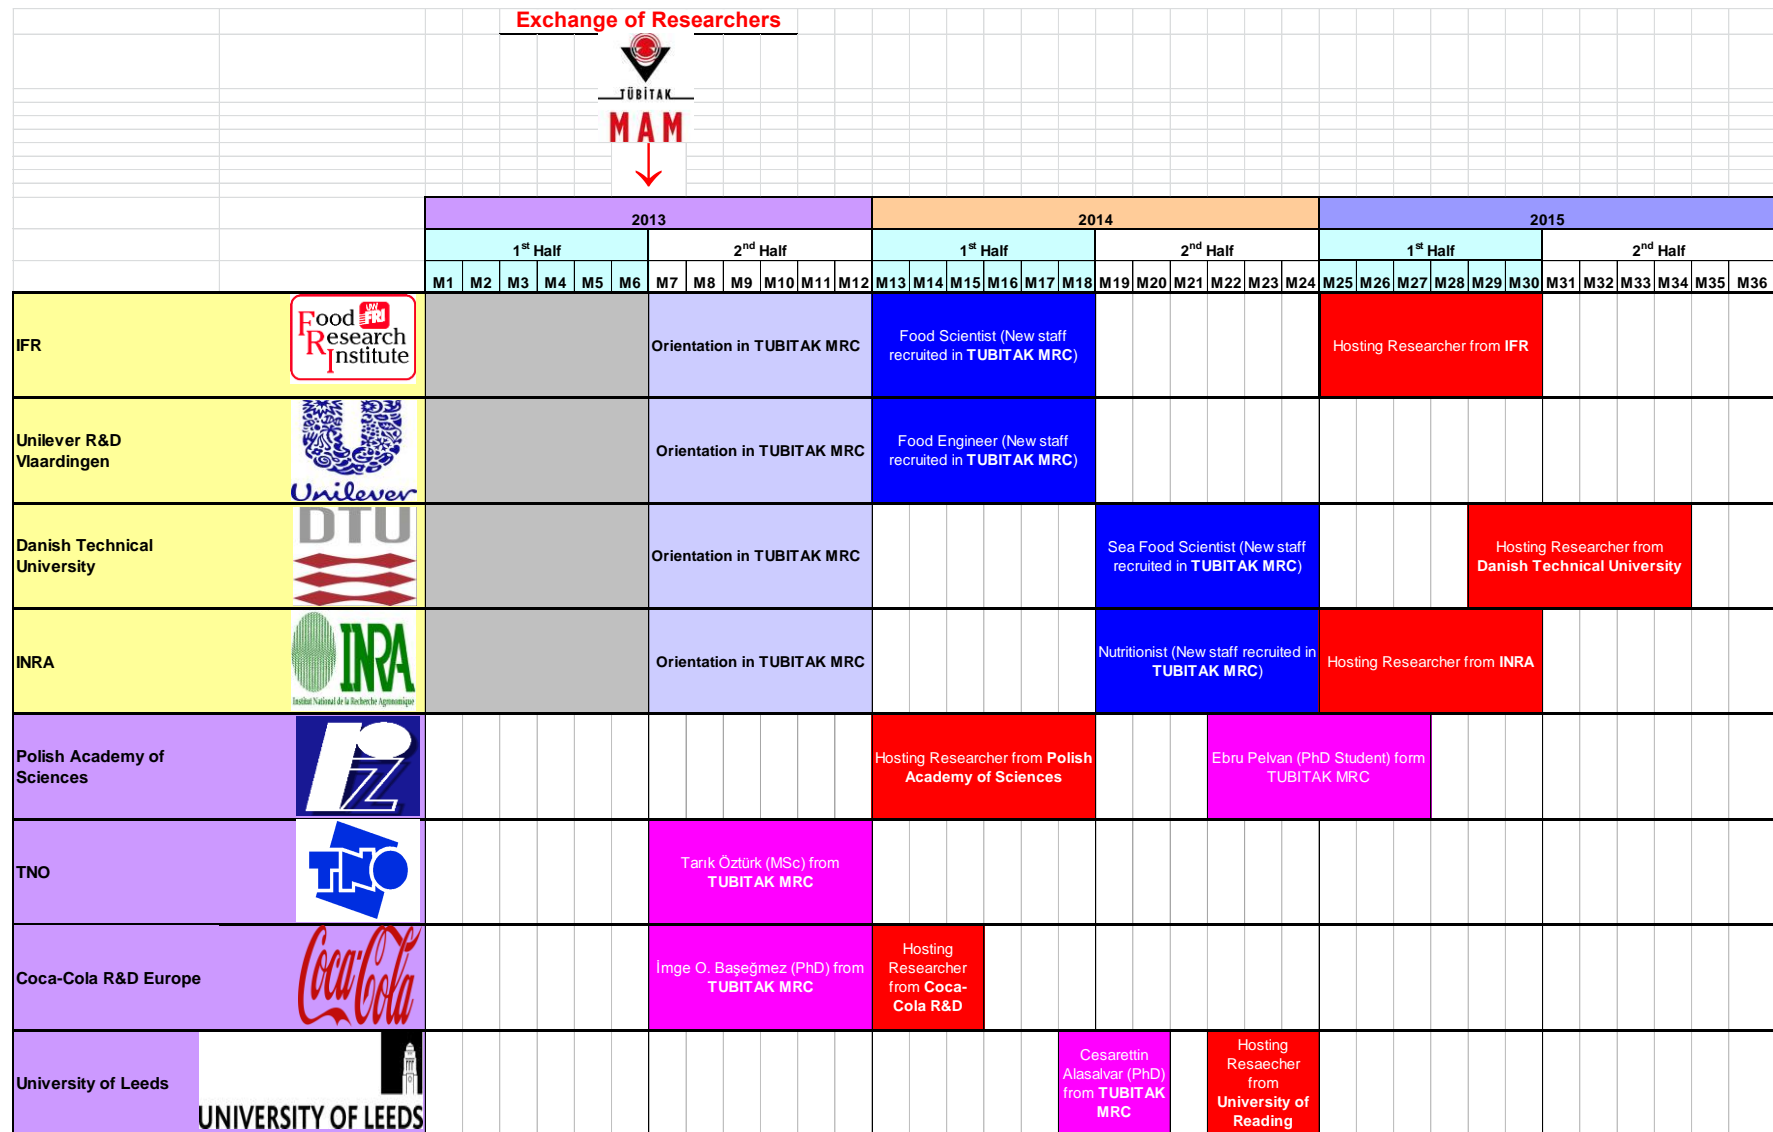 Exchange of Researchers
TÜBİTAK
MAM
2013 2014 2015
1st Half 2nd Half 1st Half 2nd Half 1st Half 2nd Half
M1 M2 M3 M4 M5 M6 M7 M8 M9 M10 M11 M12 M13 M14 M15 M16 M17 M18 M19 M20 M21 M22 M23 M24 M25 M26 M27 M28 M29 M30 M31 M32 M33 M34 M35 M36
IFR
Food
Research
Institute
IFRI
Orientation in TUBITAK MRC
Food Scientist (New staff
recruited in TUBITAK MRC)
Hosting Researcher from IFR
Unilever R&D
Vlaardingen
Unilever
Orientation in TUBITAK MRC
Food Engineer (New staff
recruited in TUBITAK MRC)
Danish Technical
University
DTU
Orientation in TUBITAK MRC
Sea Food Scientist (New staff
recruited in TUBITAK MRC)
Hosting Researcher from
Danish Technical University
INRA
INRA
Institut National de la Recherche Agronomique
Orientation in TUBITAK MRC
Nutritionist (New staff recruited in
TUBITAK MRC)
Hosting Researcher from INRA
Polish Academy of
Sciences
Hosting Researcher from Polish
Academy of Sciences
Ebru Pelvan (PhD Student) form
TUBITAK MRC
TNO
TNO
Tarık Öztürk (MSc) from
TUBITAK MRC
Coca-Cola R&D Europe
Coca-Cola
İmge O. Başeğmez (PhD) from
TUBITAK MRC
Hosting
Researcher
from Coca-
Cola R&D
University of Leeds
UNIVERSITY OF LEEDS
Cesarettin
Alasalvar (PhD)
from TUBITAK
MRC
Hosting
Resaecher
from
University of
Reading